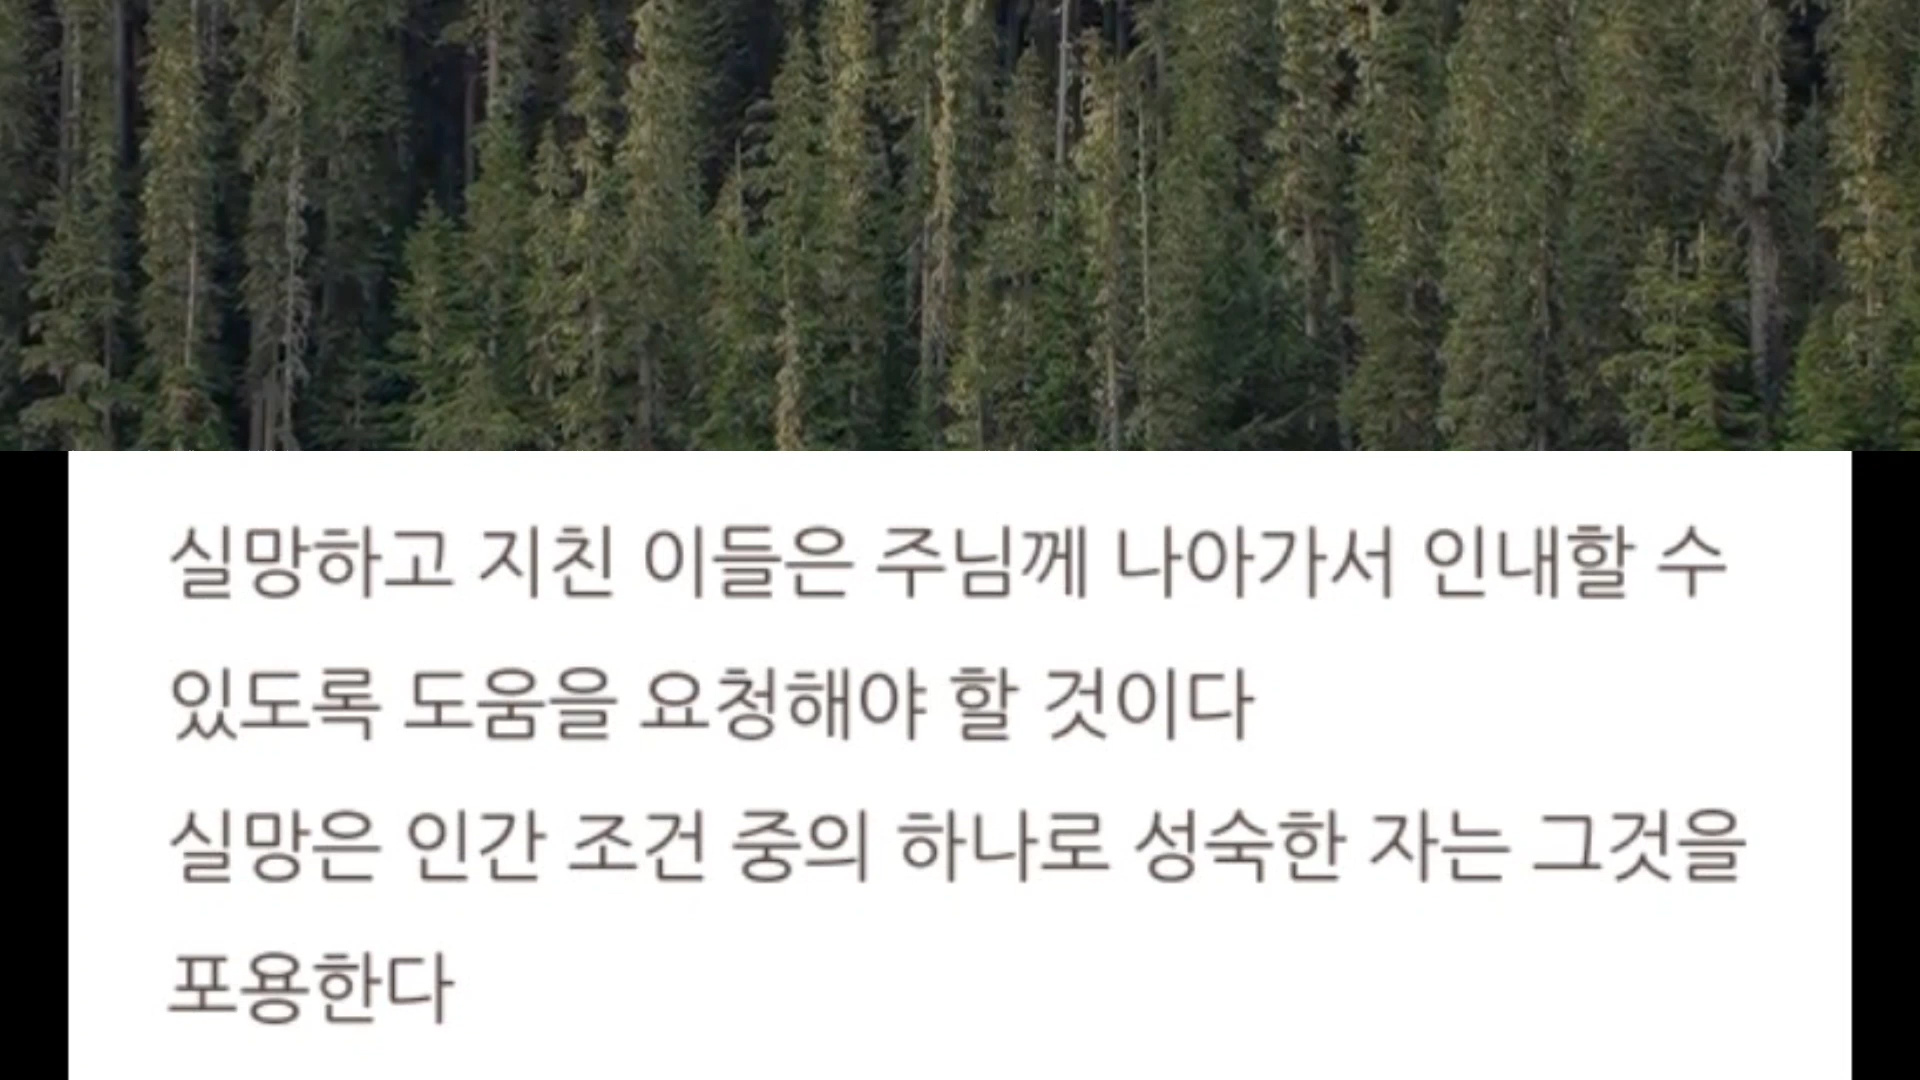 실망하고 지친 이들은 주님께 나아가서 인내할 수
있도록 도움을 요청해야 할 것이다
실망은 인간 조건 중의 하나로 성숙한 자는 그것을
포용한다